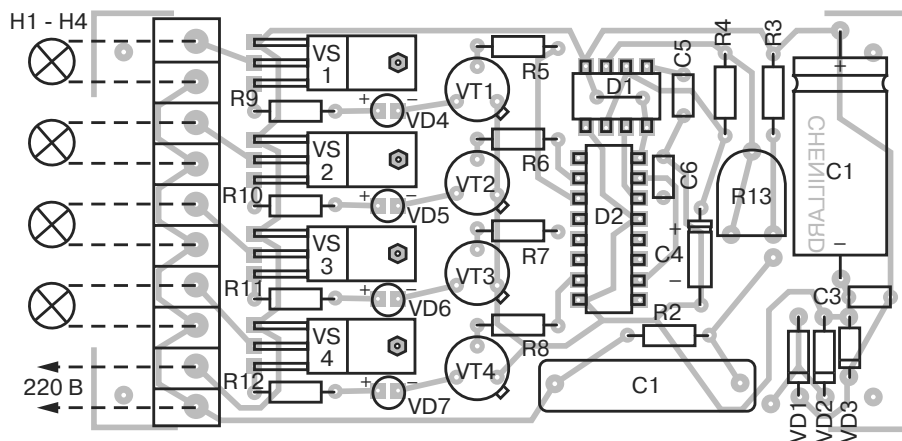 H1 - H4
220 В
R9
R10
R11
R12
VS
1
VS
2
VS
3
VS
4
+ −
VD4
+ −
VD5
+ −
VD6
+ −
VD7
VT1
VT2
VT3
VT4
R5
R6
R7
R8
D1
D2
C5
C6
R4
R3
R13
+
C4
−
R2
C1
+
CHENILLARD
C1
−
C3
VD1
VD2
VD3